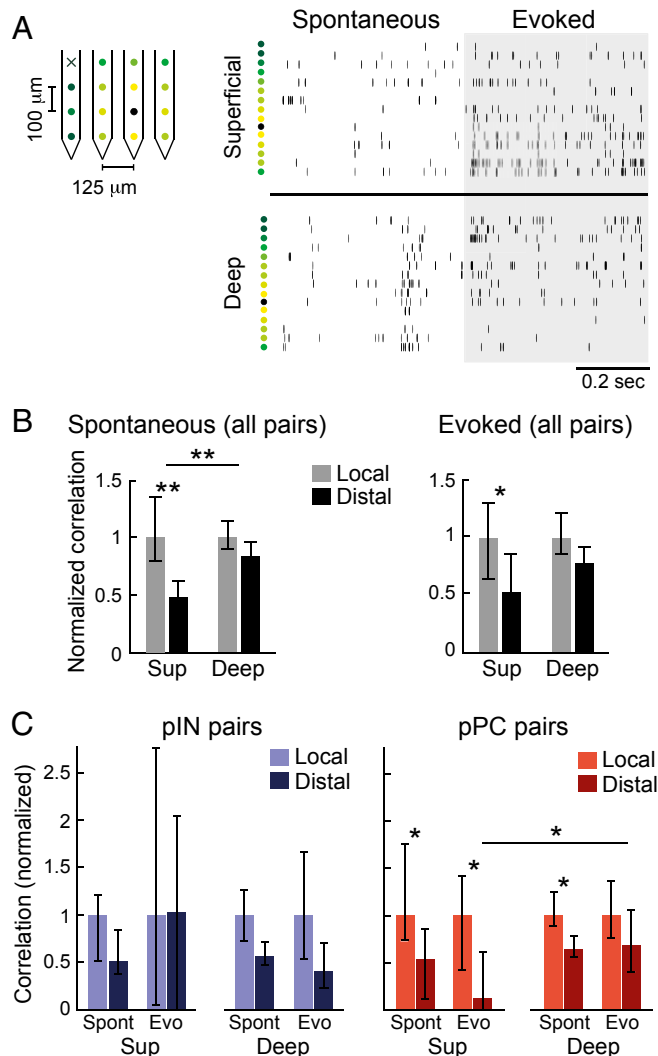 A
Spontaneous
Evoked
×
100 μm
125 μm
Superficial
Deep
0.2 sec
B
Spontaneous (all pairs)
Evoked (all pairs)
Normalized correlation
1.5
1
0.5
0
**
**
Local
Distal
Sup
Deep
1.5
1
0.5
0
*
Sup
Deep
C
pIN pairs
pPC pairs
Correlation (normalized)
2.5
2
1.5
1
0.5
0
Local
Distal
Local
Distal
*
*
*
*
Spont
Evo
Spont
Evo
Spont
Evo
Spont
Evo
Sup
Deep
Sup
Deep